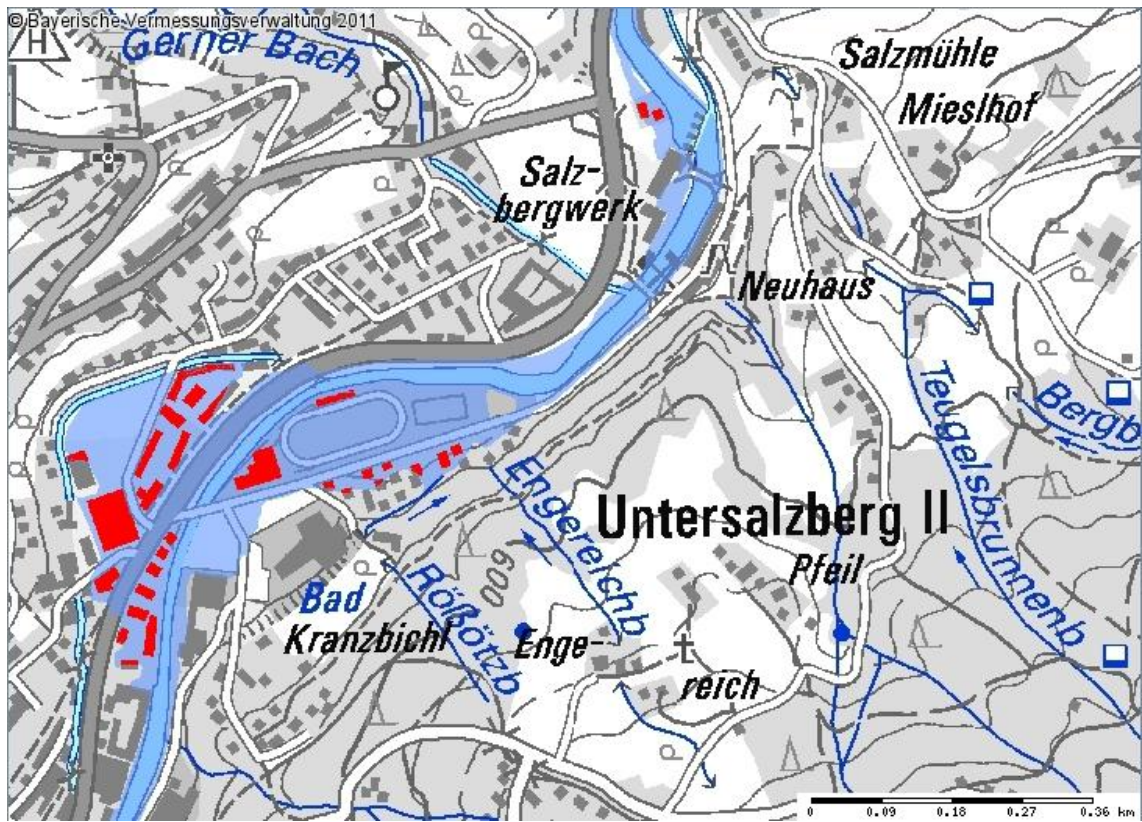 © Bayerische Vermessungsverwaltung 2011
H
Gerner Bach
Salzmühle
Mieslhof
Salz-
bergwerk
Neuhaus
Bergb
Teugelsbrunnenb
Engereichb
Untersalzberg II
Pfeil
600
Bad
Kranzbichl
Rößötzb
Enge-
reich
P
P
P
P
P
P
P
P
P
P
0 0.09 0.18 0.27 0.36 km